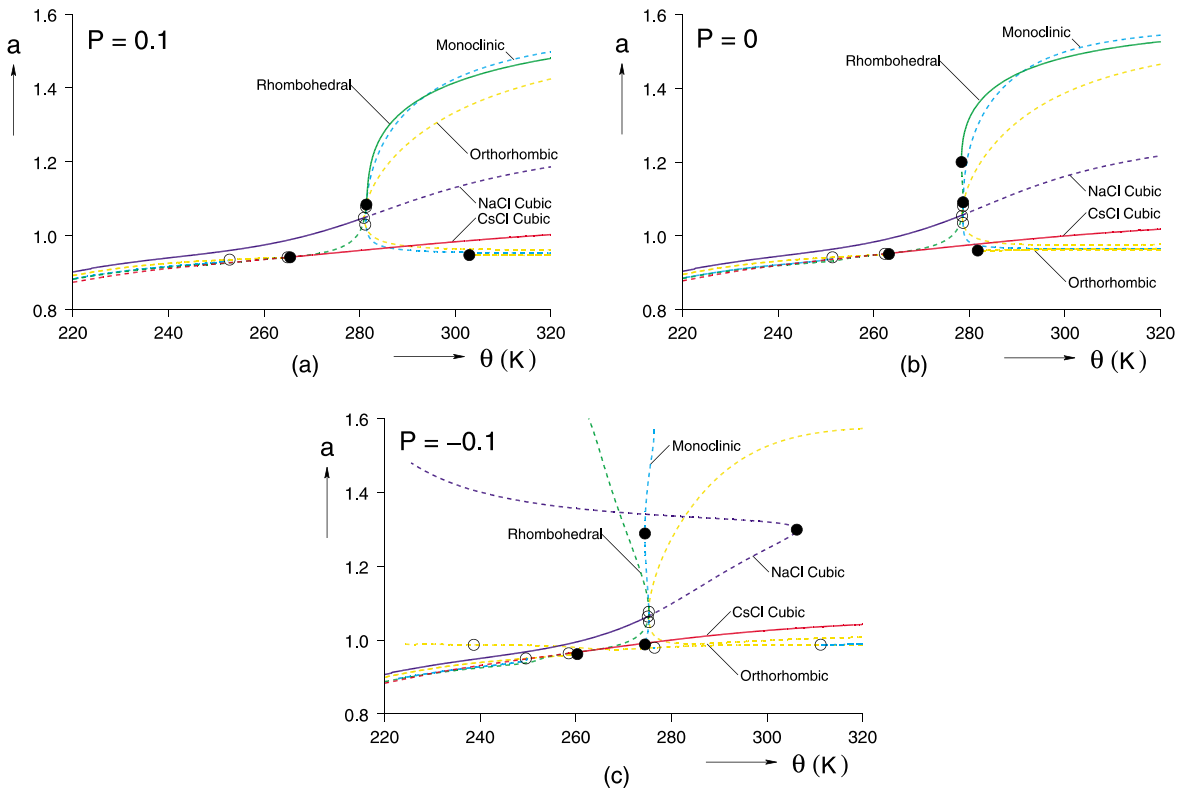 a
P = 0.1
1.6
1.4
1.2
1.0
0.8
Monoclinic
Rhombohedral
Orthorhombic
NaCl Cubic
CsCl Cubic
220 240 260 280 300 320
θ (K)
(a)
a
P = 0
1.6
1.4
1.2
1.0
0.8
Monoclinic
Rhombohedral
NaCl Cubic
CsCl Cubic
Orthorhombic
220 240 260 280 300 320
θ (K)
(b)
a
P = −0.1
1.6
1.4
1.2
1.0
0.8
Monoclinic
Rhombohedral
NaCl Cubic
CsCl Cubic
Orthorhombic
220 240 260 280 300 320
θ (K)
(c)